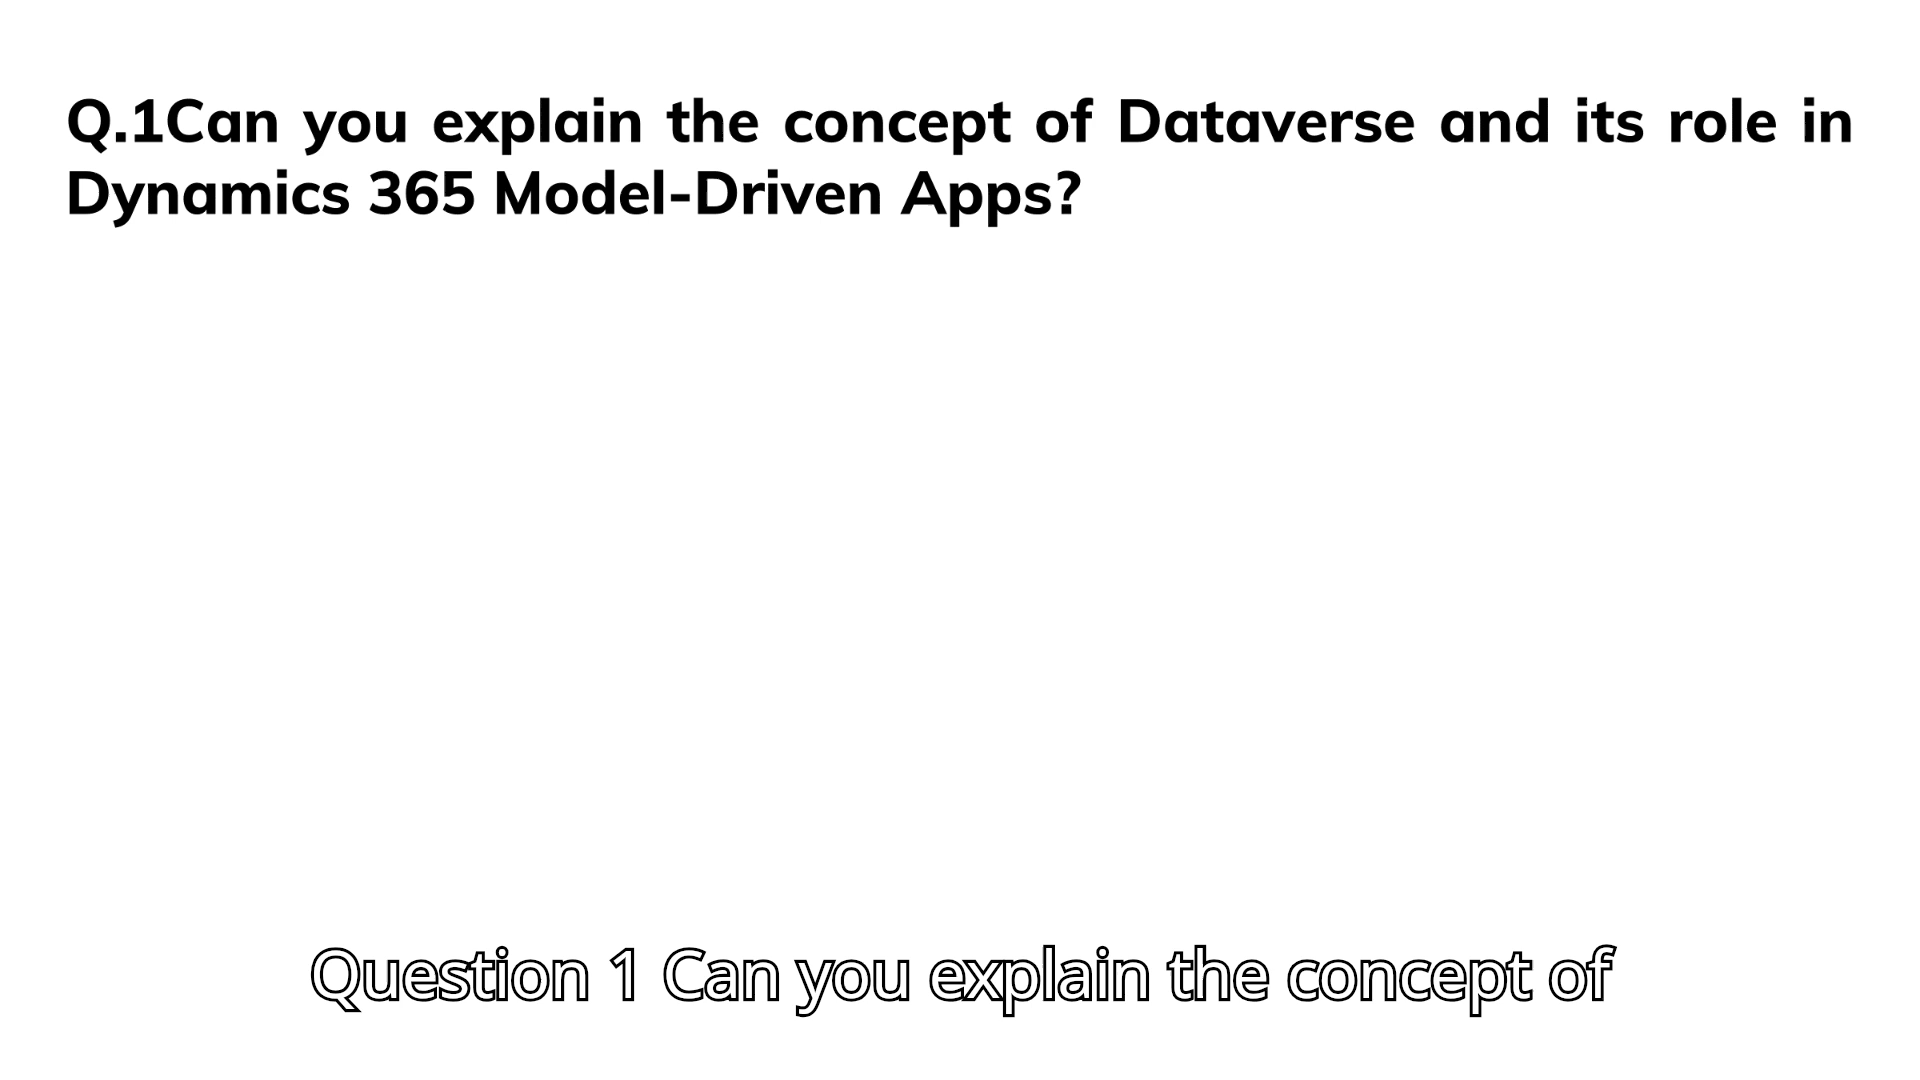 Q.1Can you explain the concept of Dataverse and its role in
Dynamics 365 Model-Driven Apps?
Question 1 Can you explain the concept of